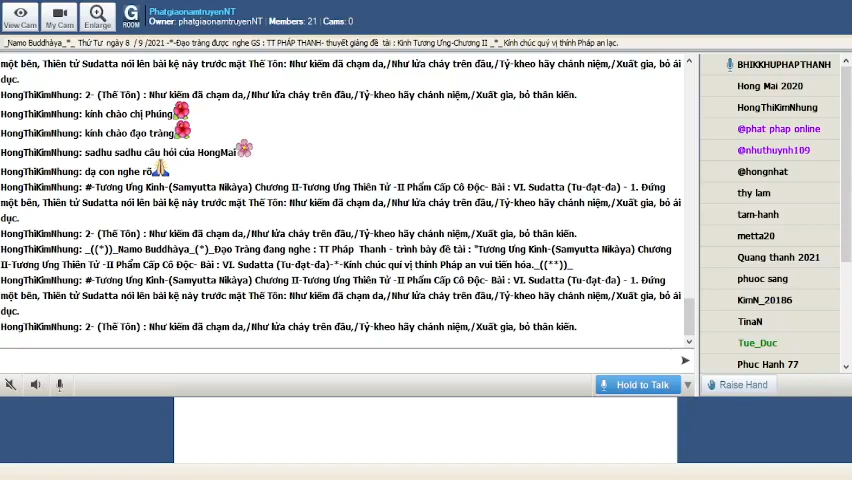 Phatgiaonamtruyen​NT
Owner: phatgiaonamtruyenNT | Members: 21 | Cams: 0
View Cam
My Cam
Enlarge
G
ROOM
_Namo Buddhàya_*_ Thứ Tư ngày 8 /9 /2021 -*-Đạo tràng được nghe GS : TT PHÁP THANH- thuyết giảng đề tài : Kinh Tương Ưng-Chương II _*_ Kính chúc quý vị thính Pháp an lạc.
một bên, Thiên tử Sudatta nói lên bài kệ này trước mặt Thế Tôn: Như kiếm đã chạm da,/Như lửa cháy trên đầu,/Tỷ-kheo hãy chánh niệm,/Xuất gia, bỏ ái
dục.
HongThiKimNhung: 2- (Thế Tôn) : Như kiếm đã chạm da,/Như lửa cháy trên đầu,/Tỷ-kheo hãy chánh niệm,/Xuất gia, bỏ thân kiến.
HongThiKimNhung: kính chào chị Phúng
HongThiKimNhung: kính chào đạo tràng
HongThiKimNhung: sadhu sadhu câu hỏi của HongMai
HongThiKimNhung: dạ con nghe rõ
HongThiKimNhung: #-Tương Ưng Kinh-(Samyutta Nikàya) Chương II-Tương Ưng Thiên Tử -II Phẩm Cấp Cô Độc- Bài : VI. Sudatta (Tu-đạt-đa) - 1. Đứng
một bên, Thiên tử Sudatta nói lên bài kệ này trước mặt Thế Tôn: Như kiếm đã chạm da,/Như lửa cháy trên đầu,/Tỷ-kheo hãy chánh niệm,/Xuất gia, bỏ ái
dục.
HongThiKimNhung: 2- (Thế Tôn) : Như kiếm đã chạm da,/Như lửa cháy trên đầu,/Tỷ-kheo hãy chánh niệm,/Xuất gia, bỏ thân kiến.
HongThiKimNhung: _((*))_Namo Buddhàya_(*)_Đạo Tràng đang nghe : TT Pháp Thanh - trình bày đề tài : "Tương Ưng Kinh-(Samyutta Nikàya) Chương
II-Tương Ưng Thiên Tử -II Phẩm Cấp Cô Độc- Bài : VI. Sudatta (Tu-đạt-đa)-*-Kính chúc quí vị thính Pháp an vui tiến hóa._((**))_
HongThiKimNhung: #-Tương Ưng Kinh-(Samyutta Nikàya) Chương II-Tương Ưng Thiên Tử -II Phẩm Cấp Cô Độc- Bài : VI. Sudatta (Tu-đạt-đa) - 1. Đứng
một bên, Thiên tử Sudatta nói lên bài kệ này trước mặt Thế Tôn: Như kiếm đã chạm da,/Như lửa cháy trên đầu,/Tỷ-kheo hãy chánh niệm,/Xuất gia, bỏ ái
dục.
HongThiKimNhung: 2- (Thế Tôn) : Như kiếm đã chạm da,/Như lửa cháy trên đầu,/Tỷ-kheo hãy chánh niệm,/Xuất gia, bỏ thân kiến.
BHIKKHUPHAPTHANH
Hong Mai 2020
HongThiKimNhung
@phat phap online
@nhuthuynh109
@hongnhat
thy lam
tam-hanh
metta20
Quang thanh 2021
phuoc sang
KimN_20186
TinaN
Tue_Duc
Phuc Hanh 77
Hold to Talk
Raise Hand